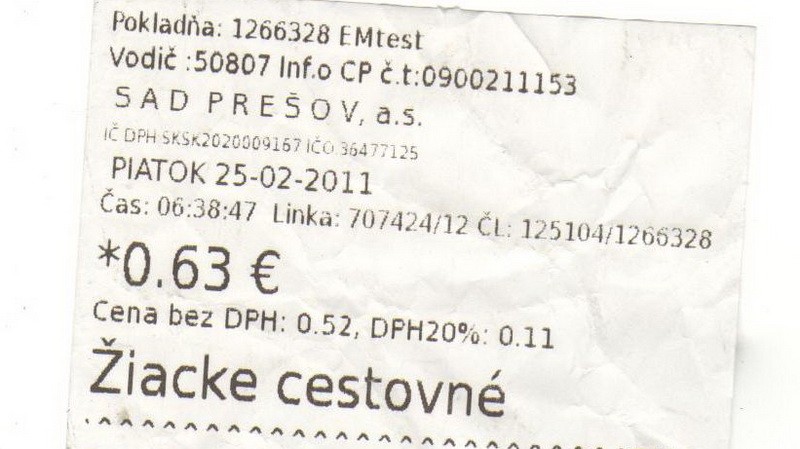 Pokladňa: 1266328 EMtest
Vodič :50807 Inf.o CP č.t:0900211153
SAD PREŠOV, a.s.
IČ DPH SKSK2020009167 IČO 36477125
PIATOK 25-02-2011
Čas: 06:38:47 Linka: 707424/12 ČL: 125104/1266328
*0.63 €
Cena bez DPH: 0.52, DPH20%: 0.11
Žiacke cestovné